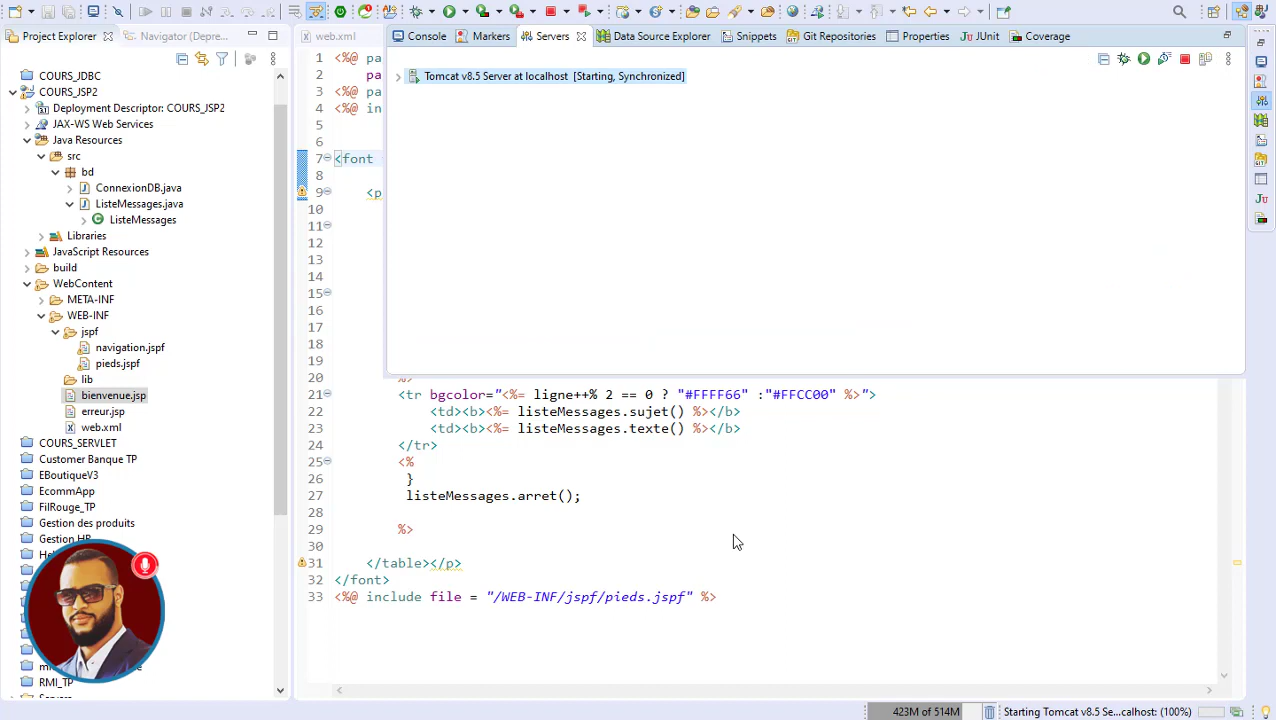 Project Explorer
Navigator (Depre...
web.xml
Console
Markers
Servers
Data Source Explorer
Snippets
Git Repositories
Properties
JUnit
Coverage
Tomcat v8.5 Server at localhost [Starting, Synchronized]
COURS_JDBC
COURS_JSP2
Deployment Descriptor: COURS_JSP2
JAX-WS Web Services
Java Resources
src
bd
ConnexionDB.java
ListeMessages.java
ListeMessages
Libraries
JavaScript Resources
build
WebContent
META-INF
WEB-INF
jspf
navigation.jspf
pieds.jspf
lib
bienvenue.jsp
erreur.jsp
web.xml
COURS_SERVLET
Customer Banque TP
EBoutiqueV3
EcommApp
FilRouge_TP
Gestion des produits
Gestion HR
He
RMI_TP
Servers
1 <%@ pa
2 pa
3 <%@ pa
4 <%@ in
5
6
7 <font
8
9 <p
10
11
12
13
14
15
16
17
18
19
20 %>
21 <tr bgcolor="<%= ligne++% 2 == 0 ? "#FFFF66" :"#FFCC00" %>">
22 <td><b><%= listeMessages.sujet() %></b>
23 <td><b><%= listeMessages.texte() %></b>
24 </tr>
25 <%
26 }
27 listeMessages.arret();
28
29 %>
30
31 </table></p>
32 </font>
33 <%@ include file = "/WEB-INF/jspf/pieds.jspf" %>
423M of 514M
Starting Tomcat v8.5 Se...calhost: (100%)